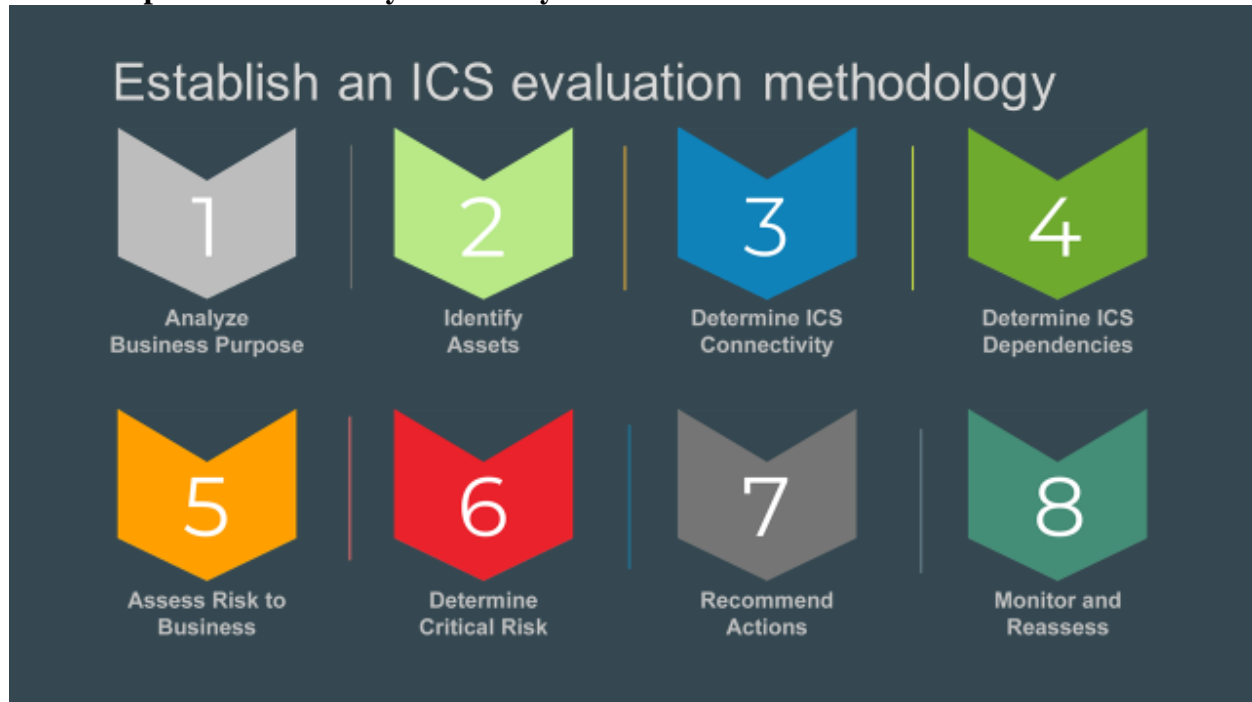 Establish an ICS evaluation methodology
1
2
3
4
Analyze
Business Purpose
Identify
Assets
Determine ICS
Connectivity
Determine ICS
Dependencies
5
6
7
8
Assess Risk to
Business
Determine
Critical Risk
Recommend
Actions
Monitor and
Reassess